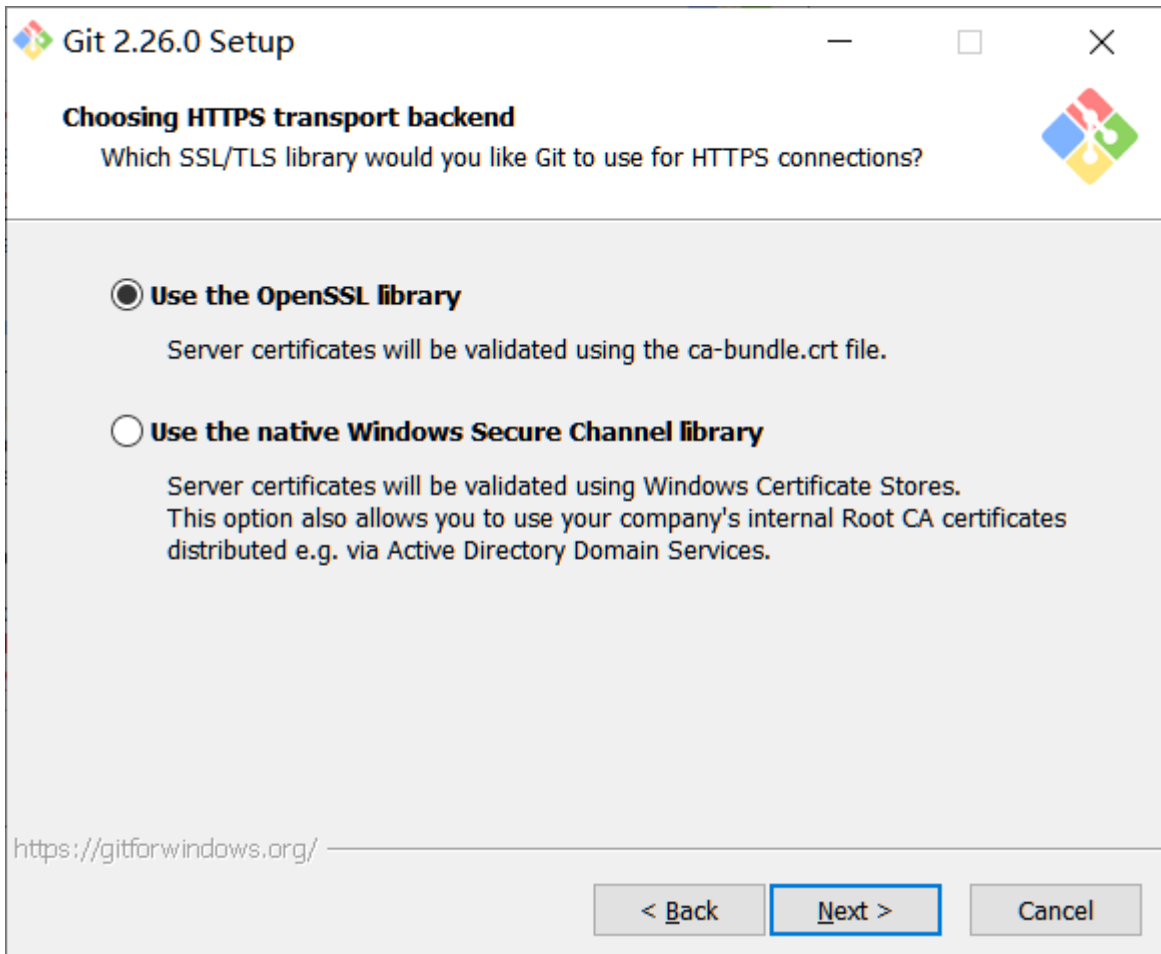 Git 2.26.0 Setup
Choosing HTTPS transport backend
Which SSL/TLS library would you like Git to use for HTTPS connections?
Use the OpenSSL library
Server certificates will be validated using the ca-bundle.crt file.
Use the native Windows Secure Channel library
Server certificates will be validated using Windows Certificate Stores.
This option also allows you to use your company's internal Root CA certificates
distributed e.g. via Active Directory Domain Services.
https://gitforwindows.org/
< Back Next > Cancel